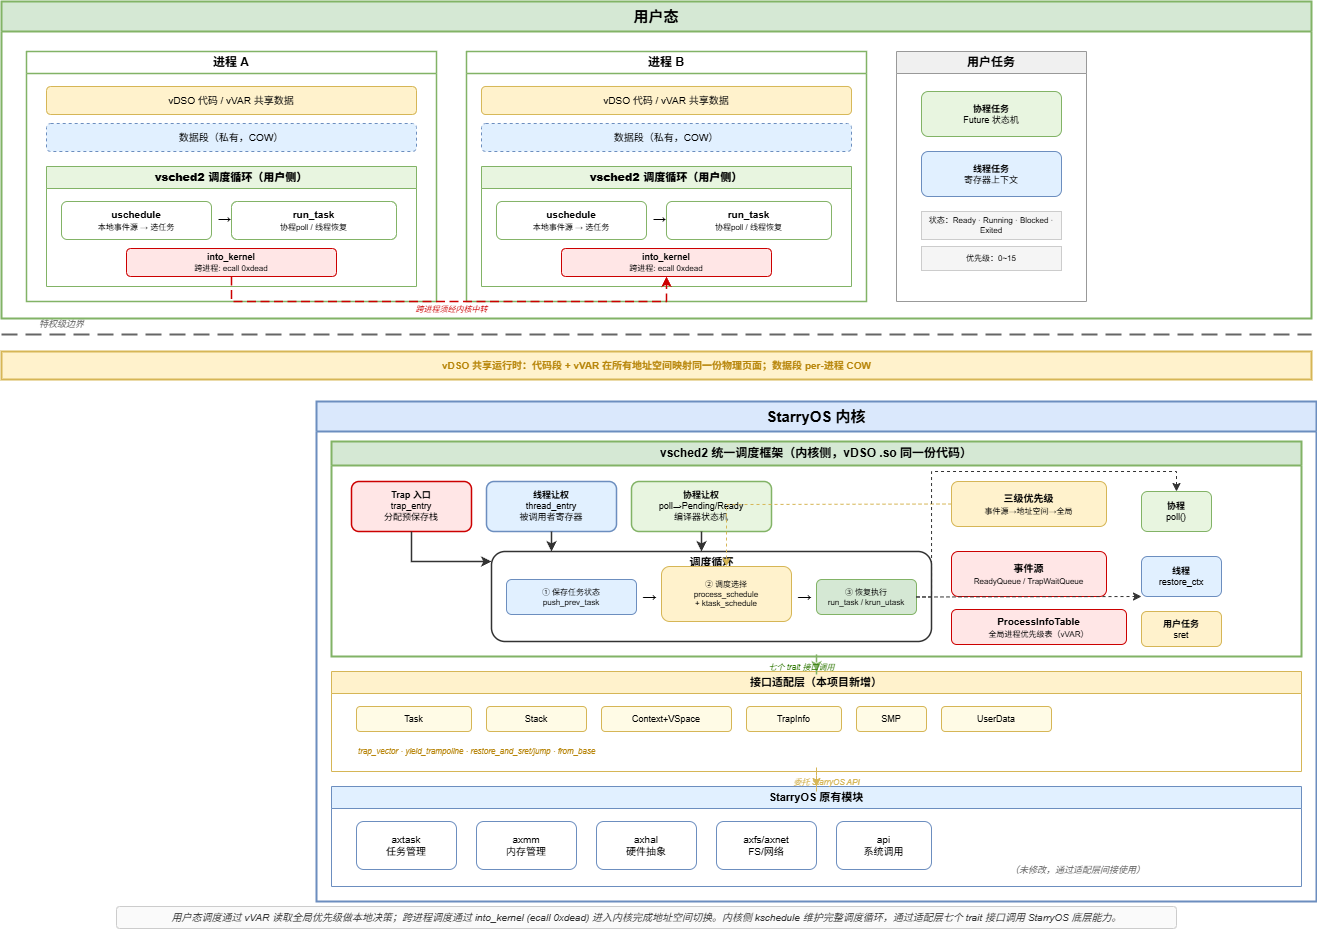 用户态
进程 A
vDSO 代码 / vVAR 共享数据
数据段（私有，COW）
vsched2 调度循环（用户侧）
uschedule
本地事件源 → 选任务
run_task
协程poll / 线程恢复
into_kernel
跨进程: ecall 0xdead
进程 B
vDSO 代码 / vVAR 共享数据
数据段（私有，COW）
vsched2 调度循环（用户侧）
uschedule
本地事件源 → 选任务
run_task
协程poll / 线程恢复
into_kernel
跨进程: ecall 0xdead
用户任务
协程任务
Future 状态机
线程任务
寄存器上下文
状态：Ready · Running · Blocked ·
Exited
优先级：0~15
跨进程须经内核中转
特权级边界
vDSO 共享运行时：代码段 + vVAR 在所有地址空间映射同一份物理页面；数据段 per-进程 COW
StarryOS 内核
vsched2 统一调度框架（内核侧，vDSO .so 同一份代码）
Trap 入口
trap_entry
分配预保存栈
线程让权
thread_entry
被调用者寄存器
协程让权
poll→Pending/Ready
编译器状态机
三级优先级
事件源→地址空间→全局
协程
poll()
调度循环
① 保存任务状态
push_prev_task
② 调度选择
process_schedule
+ ktask_schedule
③ 恢复执行
run_task / krun_utask
事件源
ReadyQueue / TrapWaitQueue
线程
restore_ctx
ProcessInfoTable
全局进程优先级表（vVAR）
用户任务
sret
七个 trait 接口调用
接口适配层（本项目新增）
Task
Stack
Context+VSpace
TrapInfo
SMP
UserData
trap_vector · yield_trampoline · restore_and_sret/jump · from_base
委托 StarryOS API
StarryOS 原有模块
axtask
任务管理
axmm
内存管理
axhal
硬件抽象
axfs/axnet
FS/网络
api
系统调用
（未修改，通过适配层间接使用）
用户态调度通过 vVAR 读取全局优先级做本地决策；跨进程调度通过 into_kernel (ecall 0xdead) 进入内核完成地址空间切换。内核侧 kschedule 维护完整调度循环，通过适配层七个 trait 接口调用 StarryOS 底层能力。